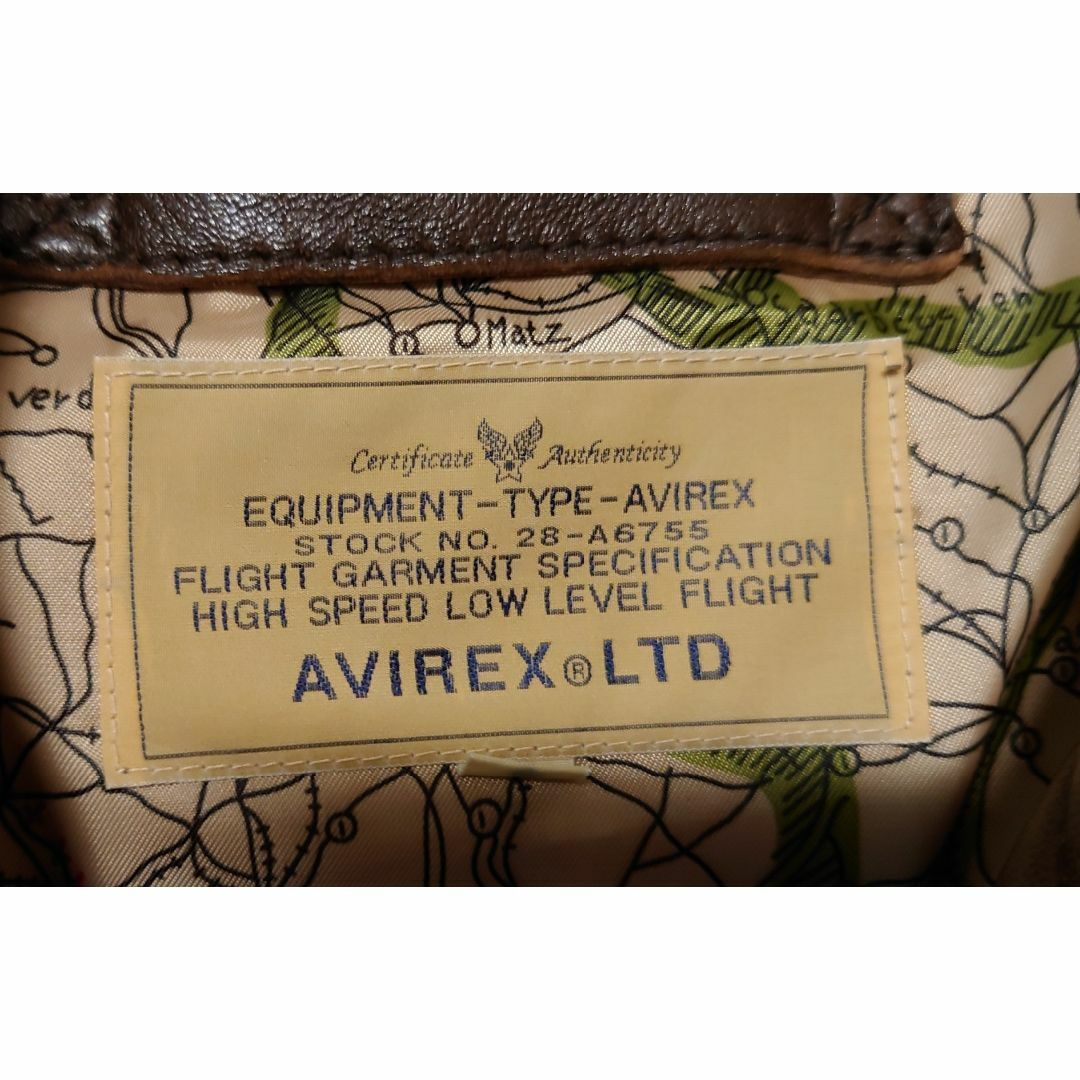 Matz
Certificate Authenticity
EQUIPMENT-TYPE-AVIREX
STOCK NO. 28-A6755
FLIGHT GARMENT SPECIFICATION
HIGH SPEED LOW LEVEL FLIGHT
AVIREX® LTD